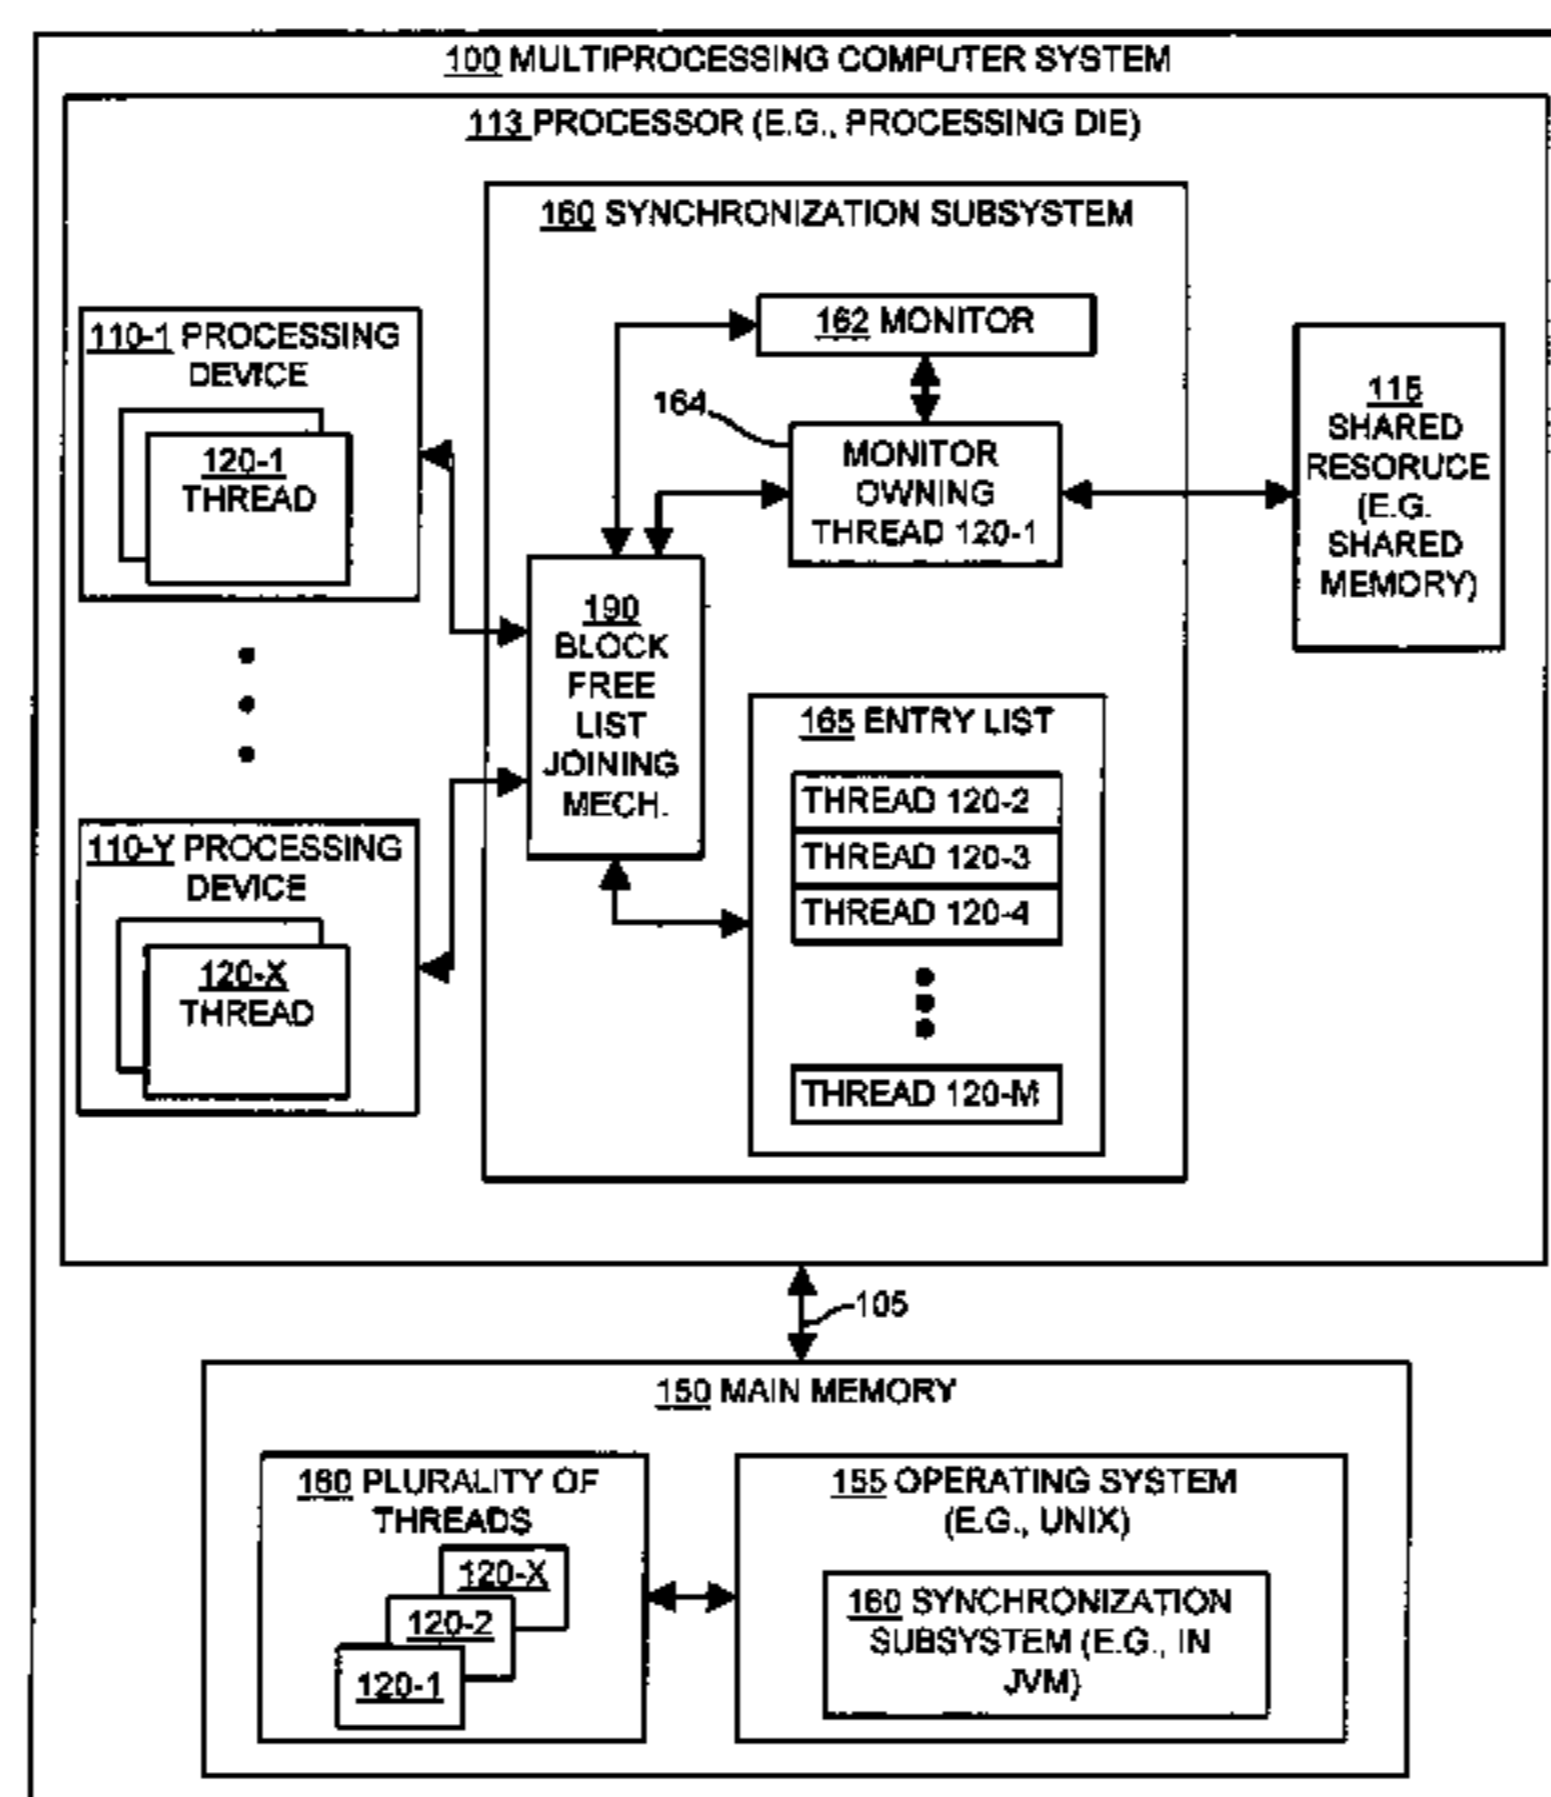 100 MULTIPROCESSING COMPUTER SYSTEM
113 PROCESSOR (E.G., PROCESSING DIE)
160 SYNCHRONIZATION SUBSYSTEM
110-1 PROCESSING
DEVICE
120-1
THREAD
162 MONITOR
164
MONITOR
OWNING
THREAD 120-1
115
SHARED
RESORUCE
(E.G.
SHARED
MEMORY)
190
BLOCK
FREE
LIST
JOINING
MECH.
165 ENTRY LIST
THREAD 120-2
THREAD 120-3
THREAD 120-4
THREAD 120-M
110-Y PROCESSING
DEVICE
120-X
THREAD
105
150 MAIN MEMORY
160 PLURALITY OF
THREADS
120-X
120-2
120-1
155 OPERATING SYSTEM
(E.G., UNIX)
160 SYNCHRONIZATION
SUBSYSTEM (E.G., IN
JVM)